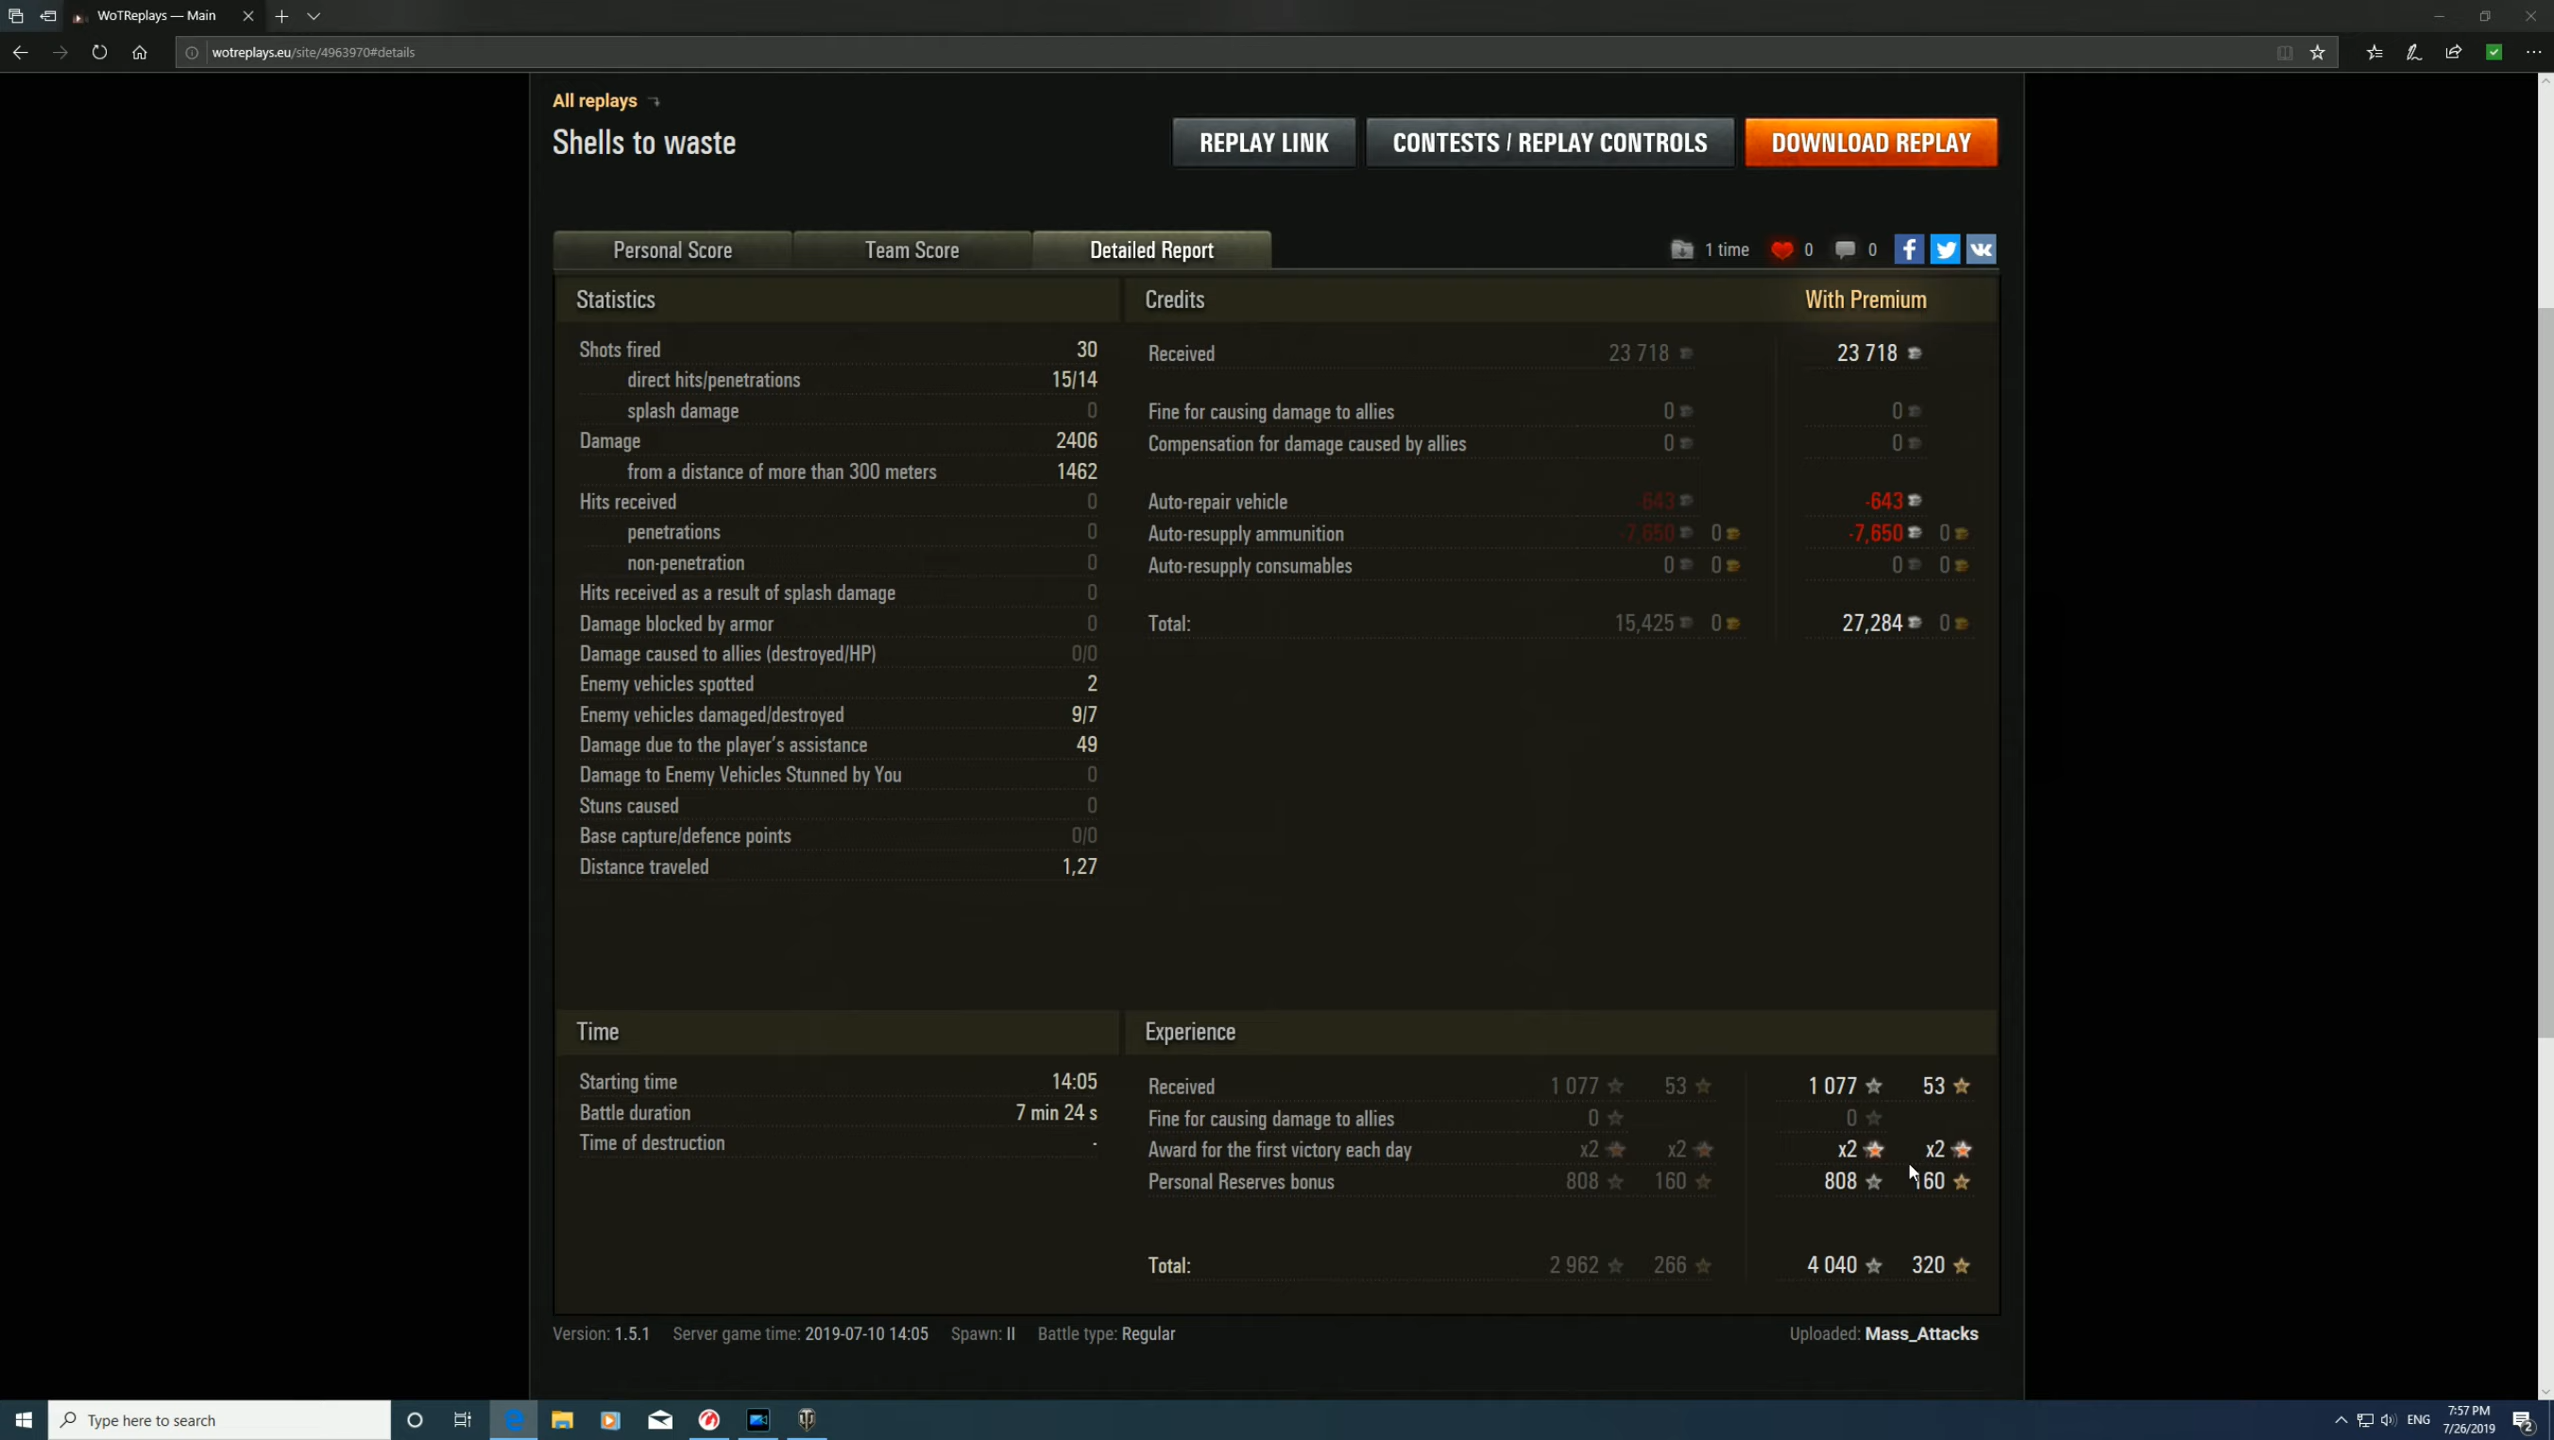 WoTReplays — Main
wotreplays.eu/site/4963970#details
All replays
Shells to waste
REPLAY LINK
CONTESTS / REPLAY CONTROLS
DOWNLOAD REPLAY
Personal Score
Team Score
Detailed Report
1 time
0
0
Statistics
Shots fired 30
direct hits/penetrations 15/14
splash damage 0
Damage 2406
from a distance of more than 300 meters 1462
Hits received 0
penetrations 0
non-penetration 0
Hits received as a result of splash damage 0
Damage blocked by armor 0
Damage caused to allies (destroyed/HP) 0/0
Enemy vehicles spotted 2
Enemy vehicles damaged/destroyed 9/7
Damage due to the player's assistance 49
Damage to Enemy Vehicles Stunned by You 0
Stuns caused 0
Base capture/defence points 0/0
Distance traveled 1,27
Credits With Premium
Received 23 718 23 718
Fine for causing damage to allies 0 0
Compensation for damage caused by allies 0 0
Auto-repair vehicle -643 -643
Auto-resupply ammunition -7,650 0 -7,650 0
Auto-resupply consumables 0 0 0 0
Total: 15,425 0 27,284 0
Time
Starting time 14:05
Battle duration 7 min 24 s
Time of destruction -
Experience
Received 1 077 53 1 077 53
Fine for causing damage to allies 0 0
Award for the first victory each day x2 x2 x2 x2
Personal Reserves bonus 808 160 808 160
Total: 2 962 266 4 040 320
Version: 1.5.1 Server game time: 2019-07-10 14:05 Spawn: II Battle type: Regular Uploaded: Mass_Attacks
Type here to search
ENG
7:57 PM
7/26/2019
2